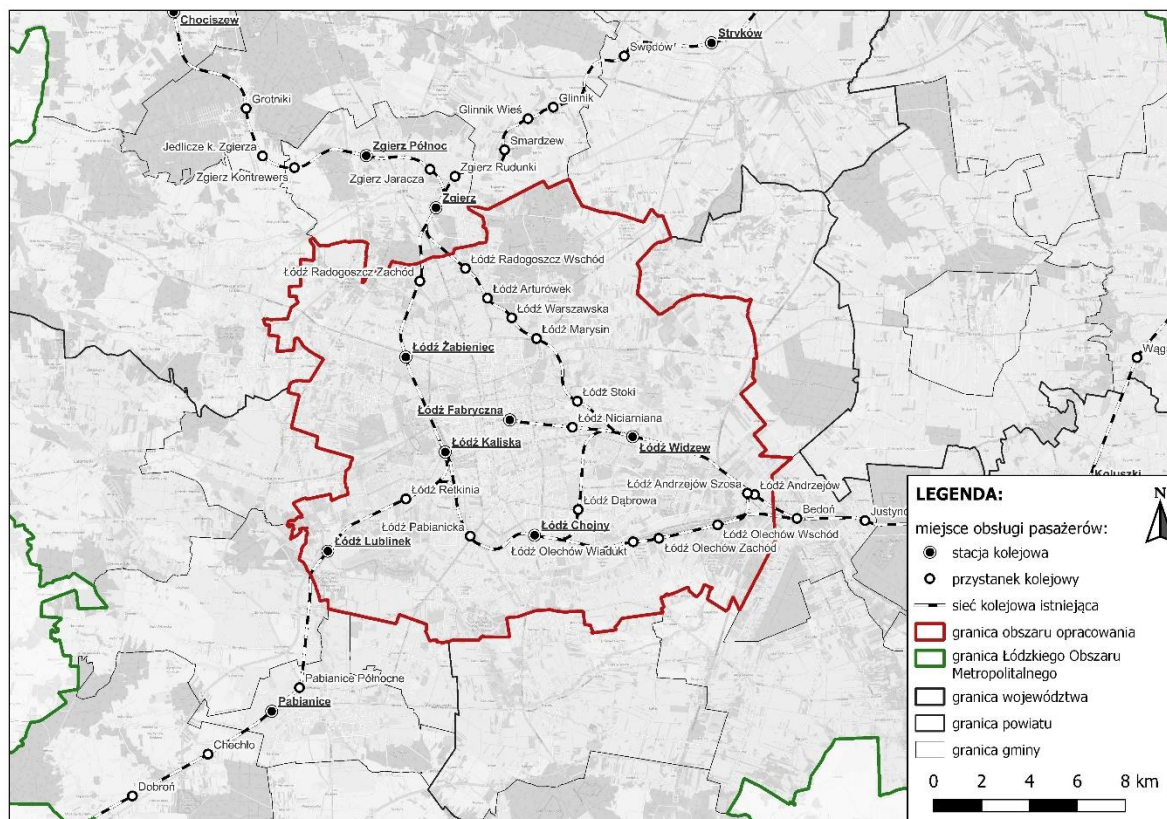 Chociszew
Stryków
Swędów
Grotniki
Glinnik
Glinnik Wieś
Jedlicze k. Zgierza
Zgierz Północ
Smardzew
Zgierz Kontrewers
Zgierz Jaracza
Zgierz Rudunki
Zgierz
Łódź Radogoszcz Wschód
Łódź Radogoszcz Zachód
Łódź Arturówek
Łódź Warszawska
Łódź Marysin
Łódź Żabieniec
Łódź Stoki
Łódź Fabryczna
Łódź Niciarniana
Łódź Kaliska
Łódź Widzew
Łódź Retkinia
Łódź Andrzejów Szosa
Łódź Andrzejów
Łódź Dąbrowa
Łódź Pabianicka
Łódź Chojny
Bedoń
Łódź Lublinek
Łódź Olechów Wiadukt
Łódź Olechów Wschód
Łódź Olechów Zachód
Pabianice Północne
Pabianice
Chechło
Dobroń
Koluszki
LEGENDA:
N
miejsce obsługi pasażerów:
stacja kolejowa
przystanek kolejowy
sieć kolejowa istniejąca
granica obszaru opracowania
granica Łódzkiego Obszaru
Metropolitalnego
granica województwa
granica powiatu
granica gminy
0 2 4 6 8 km